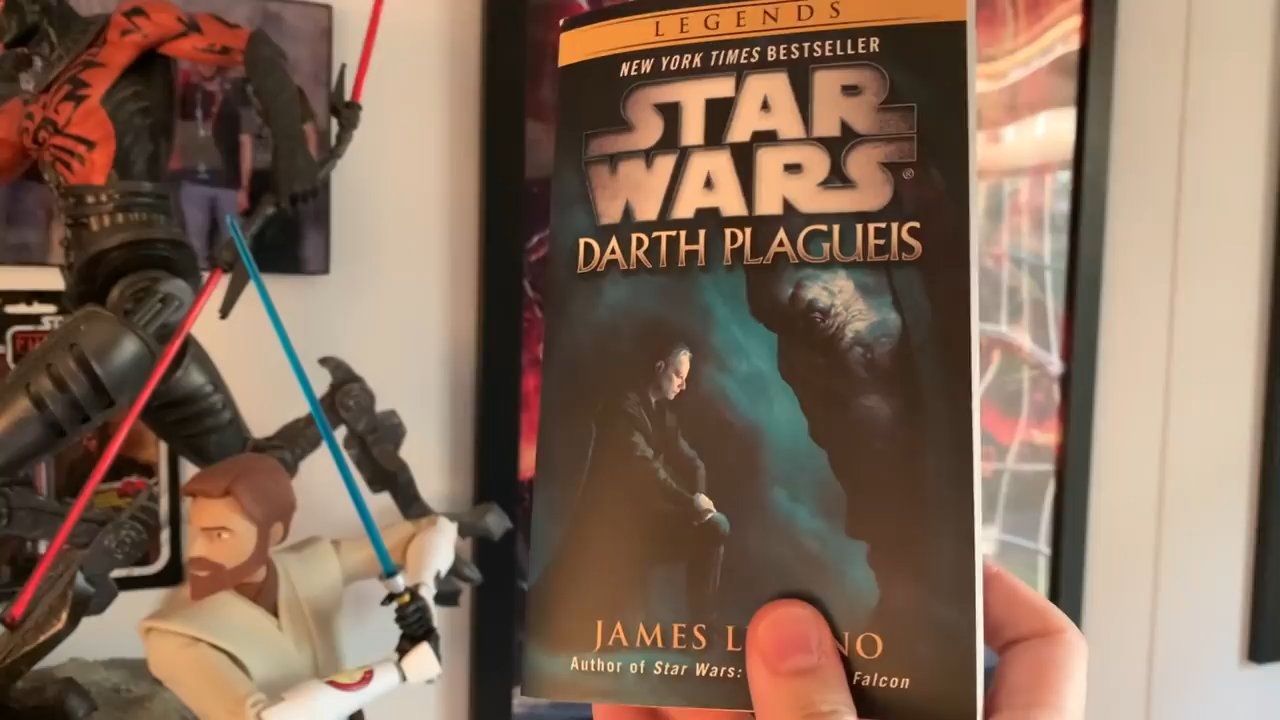 LEGENDS
NEW YORK TIMES BESTSELLER
STAR
WARS®
DARTH PLAGUEIS
JAMES L NO
Author of Star Wars: Falcon